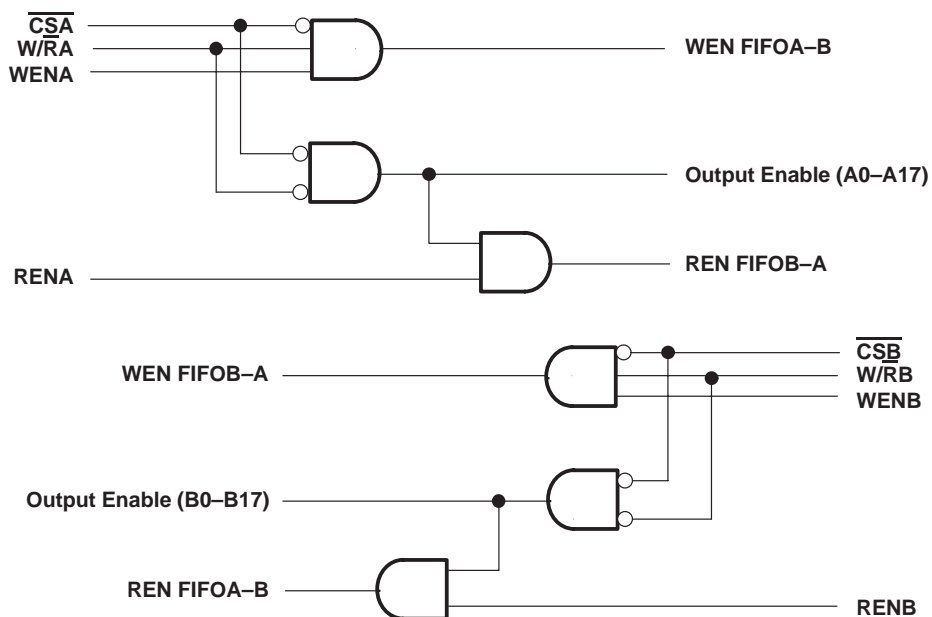 CSA
W/RA
WENA
WEN FIFOA–B
Output Enable (A0–A17)
RENA
REN FIFOB–A
WEN FIFOB–A
CSB
W/RB
WENB
Output Enable (B0–B17)
REN FIFOA–B
RENB